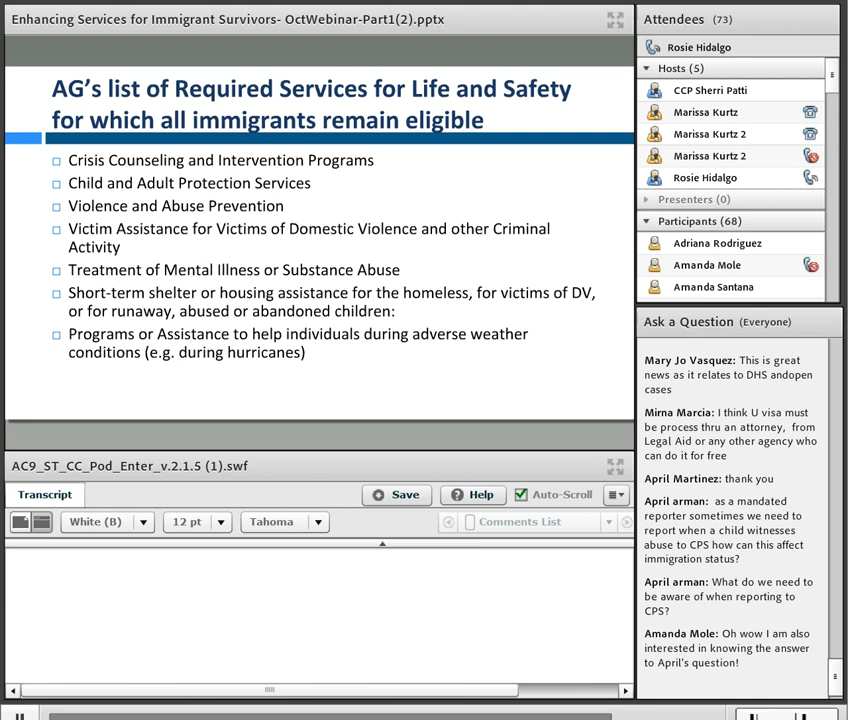 Enhancing Services for Immigrant Survivors- OctWebinar-Part1(2).pptx
AG's list of Required Services for Life and Safety
for which all immigrants remain eligible
Crisis Counseling and Intervention Programs
Child and Adult Protection Services
Violence and Abuse Prevention
Victim Assistance for Victims of Domestic Violence and other Criminal
Activity
Treatment of Mental Illness or Substance Abuse
Short-term shelter or housing assistance for the homeless, for victims of DV,
or for runaway, abused or abandoned children:
Programs or Assistance to help individuals during adverse weather
conditions (e.g. during hurricanes)
AC9_ST_CC_Pod_Enter_v.2.1.5 (1).swf
Transcript
Save
Help
Auto-Scroll
White (B)
12 pt
Tahoma
Comments List
Attendees (73)
Rosie Hidalgo
Hosts (5)
CCP Sherri Patti
Marissa Kurtz
Marissa Kurtz 2
Marissa Kurtz 2
Rosie Hidalgo
Presenters (0)
Participants (68)
Adriana Rodriguez
Amanda Mole
Amanda Santana
Ask a Question (Everyone)
Mary Jo Vasquez: This is great
news as it relates to DHS andopen
cases
Mirna Marcia: I think U visa must
be process thru an attorney, from
Legal Aid or any other agency who
can do it for free
April Martinez: thank you
April arman: as a mandated
reporter sometimes we need to
report when a child witnesses
abuse to CPS how can this affect
immigration status?
April arman: What do we need to
be aware of when reporting to
CPS?
Amanda Mole: Oh wow I am also
interested in knowing the answer
to April's question!